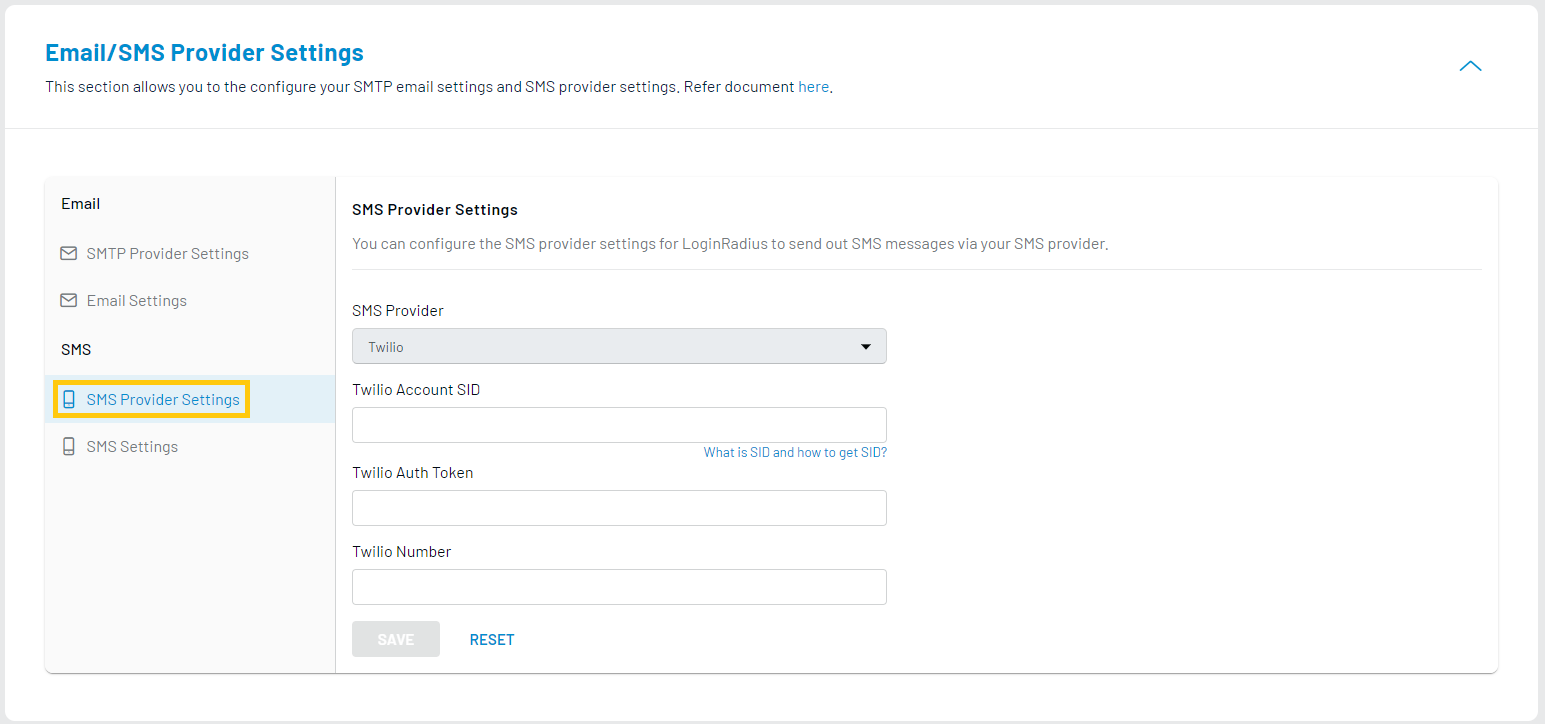 Email/SMS Provider Settings
This section allows you to the configure your SMTP email settings and SMS provider settings. Refer document here.
Email
SMTP Provider Settings
Email Settings
SMS
SMS Provider Settings
SMS Settings
SMS Provider Settings
You can configure the SMS provider settings for LoginRadius to send out SMS messages via your SMS provider.
SMS Provider
Twilio
Twilio Account SID
What is SID and how to get SID?
Twilio Auth Token
Twilio Number
SAVE RESET